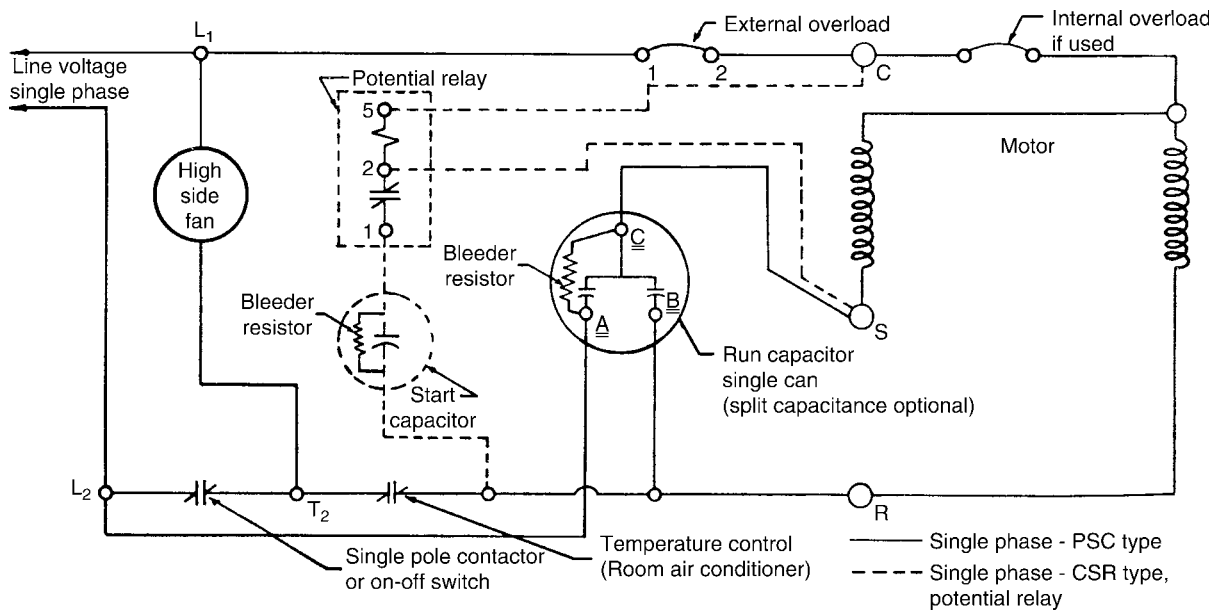 L1
External overload
Internal overload
if used
Line voltage
single phase
Potential relay
1
2
C
5
2
1
High
side
fan
Motor
Bleeder
resistor
C
A
B
S
Bleeder
resistor
Start
capacitor
Run capacitor
single can
(split capacitance optional)
L2
T2
R
Single pole contactor
or on-off switch
Temperature control
(Room air conditioner)
Single phase - PSC type
Single phase - CSR type,
potential relay